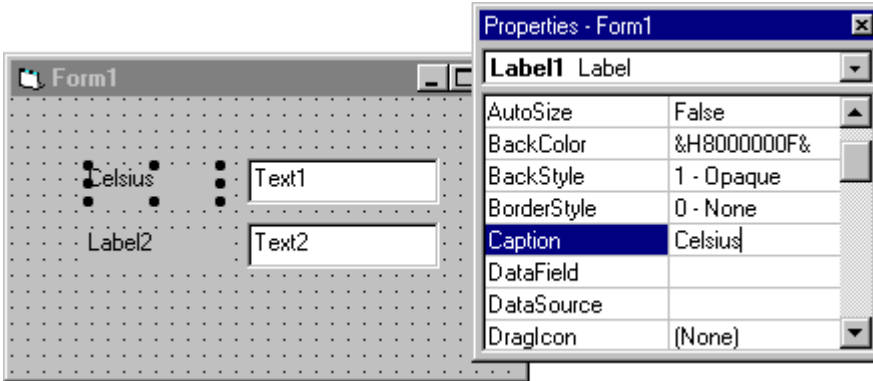 Form1
Celsius
Text1
Label2
Text2
Properties - Form1
Label1 Label
AutoSize False
BackColor &H8000000F&
BackStyle 1 - Opaque
BorderStyle 0 - None
Caption Celsius
DataField
DataSource
DragIcon (None)